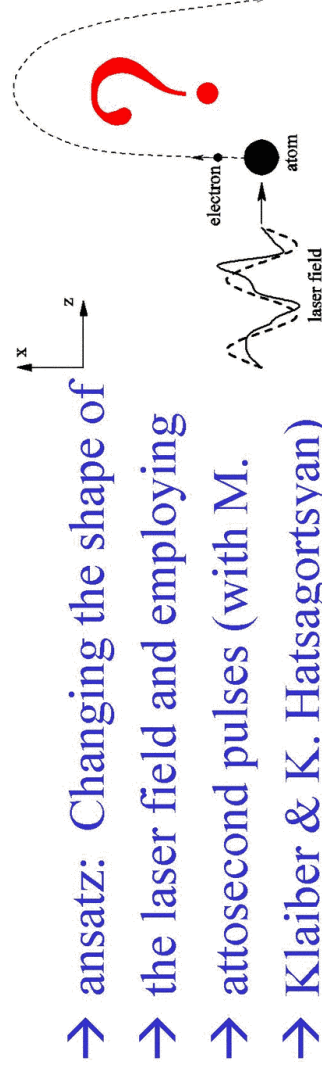 → ansatz: Changing the shape of
→ the laser field and employing
→ attosecond pulses (with M.
→ Klaiber & K. Hatsagortsyan)
x
z
?
electron
atom
laser field